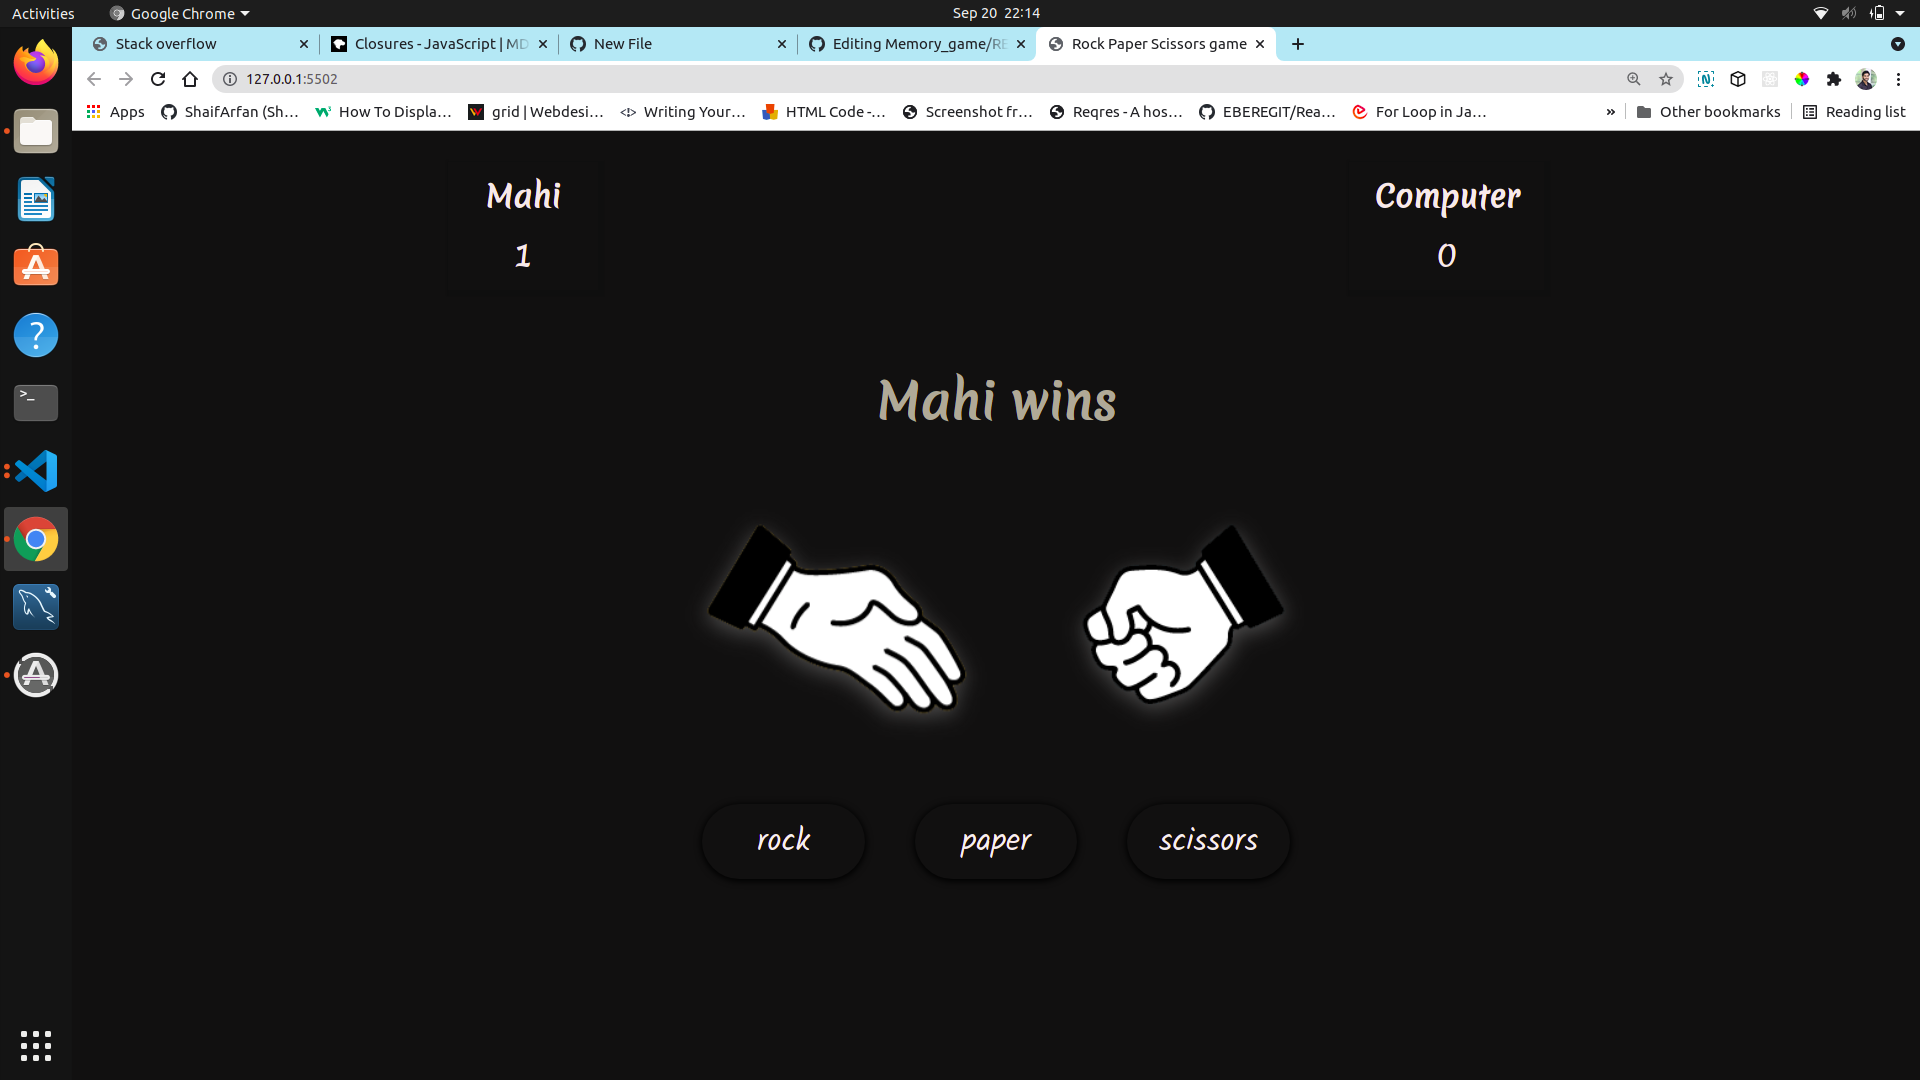 Activities Google Chrome Sep 20 22:14
Stack overflow Closures - JavaScript | MD New File Editing Memory_game/RE Rock Paper Scissors game
127.0.0.1:5502
Apps ShaifArfan (Sh... How To Displa... grid | Webdesi... Writing Your... HTML Code -... Screenshot fr... Reqres - A hos... EBEREGIT/Rea... For Loop in Ja... » Other bookmarks Reading list
Mahi Computer
1 0
Mahi wins
rock paper scissors